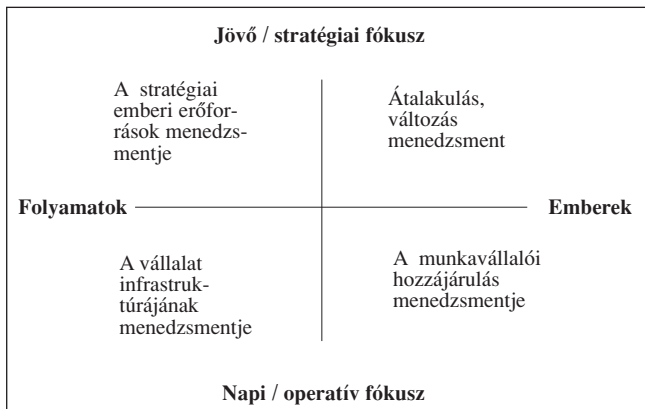 Jövő / stratégiai fókusz
A stratégiai
emberi erőfor-
rások menedzs-
mentje
Átalakulás,
változás
menedzsment
Folyamatok
Emberek
A vállalat
infrastruk-
túrájának
menedzsmentje
A munkavállalói
hozzájárulás
menedzsmentje
Napi / operatív fókusz